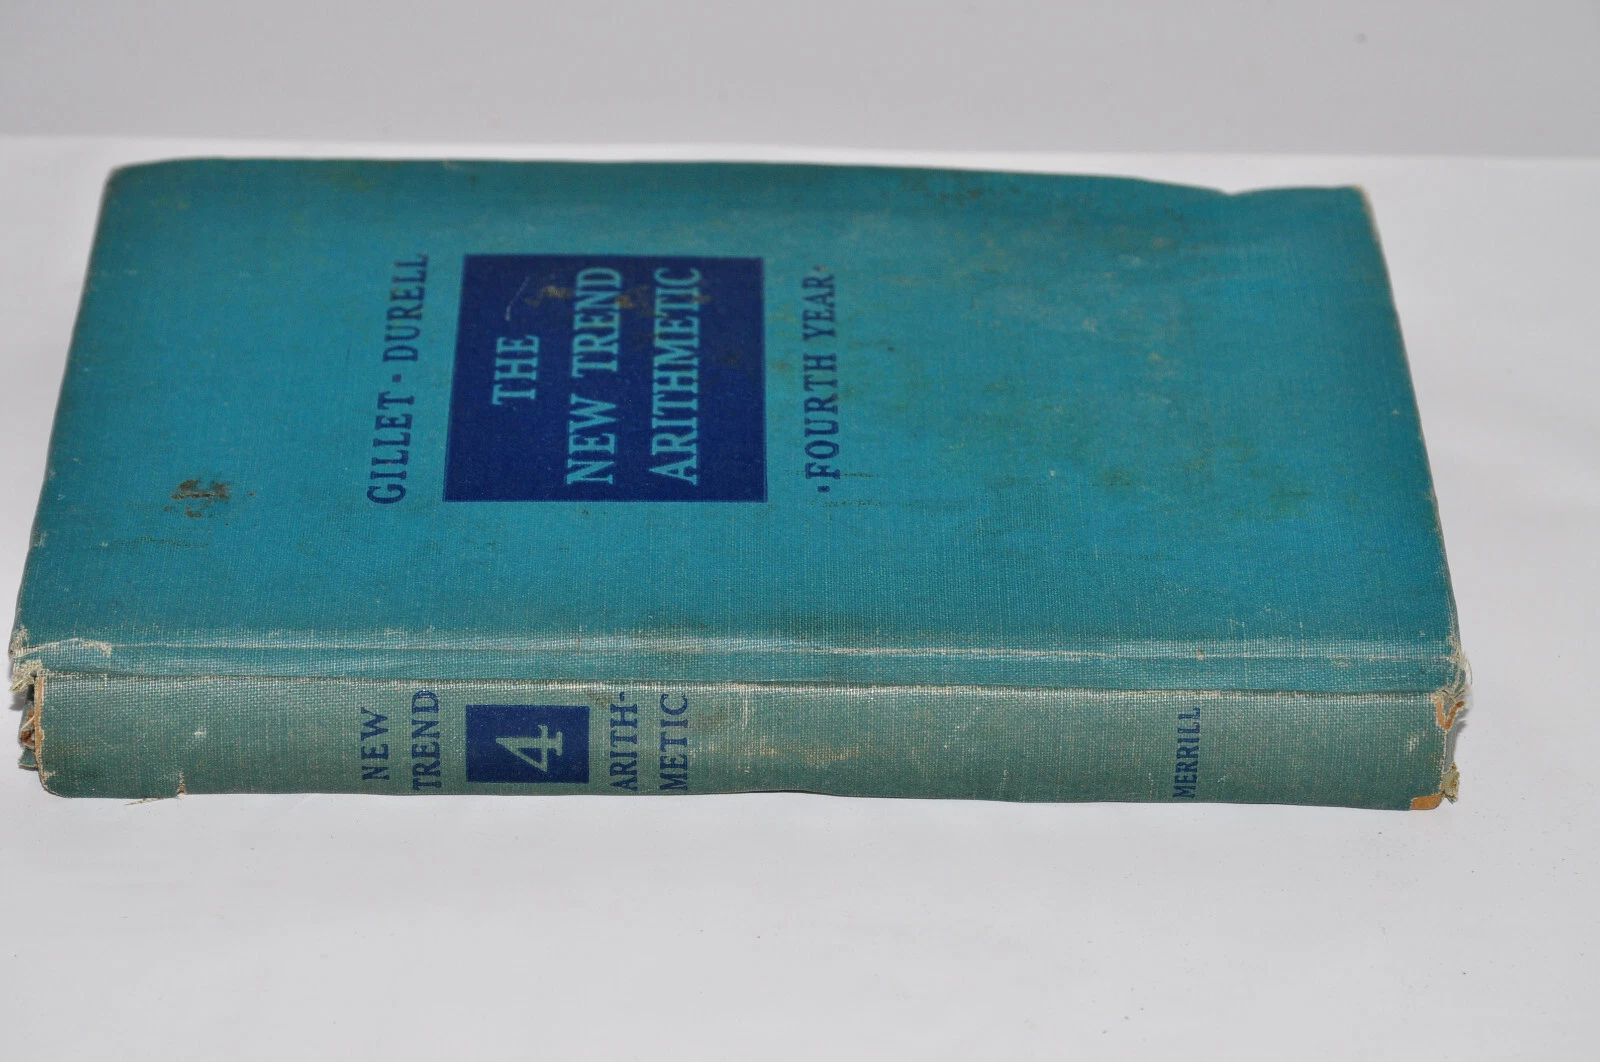 GILLET · DURELL
THE
NEW TREND
ARITHMETIC
·FOURTH YEAR·
NEW
TREND
4
ARITH-
METIC
MERRILL